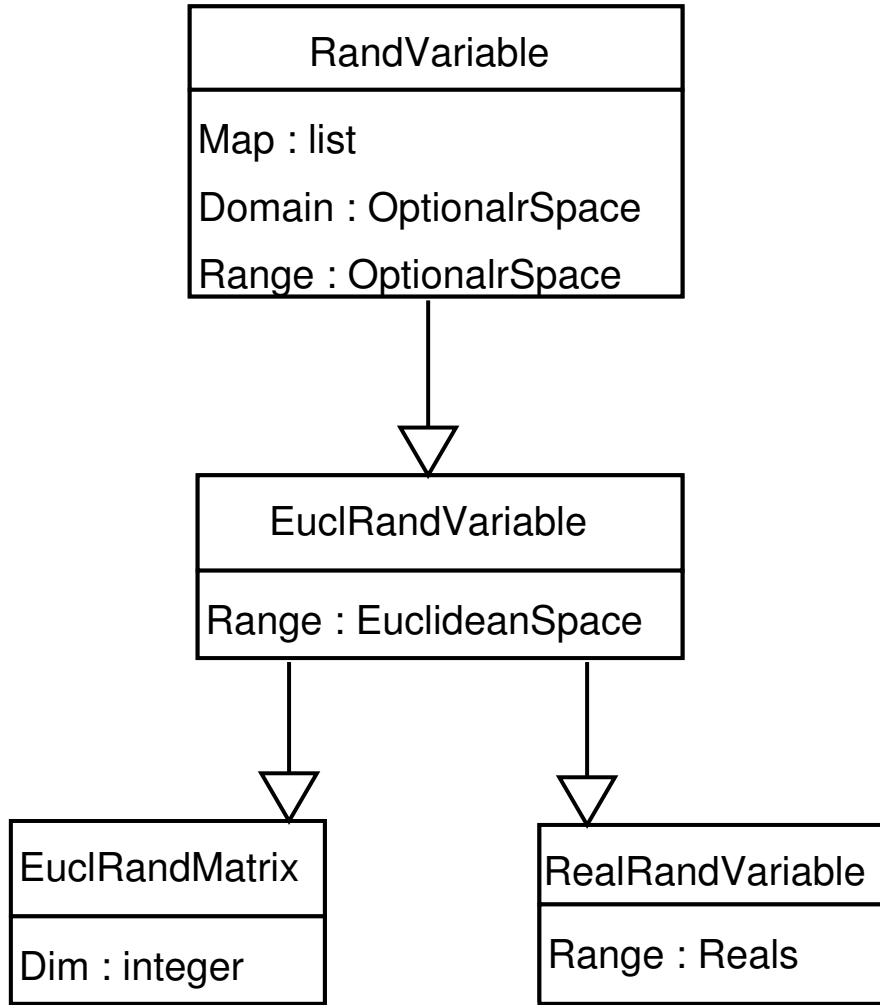 RandVariable
Map : list
Domain : OptionalrSpace
Range : OptionalrSpace
EuclRandVariable
Range : EuclideanSpace
EuclRandMatrix
Dim : integer
RealRandVariable
Range : Reals